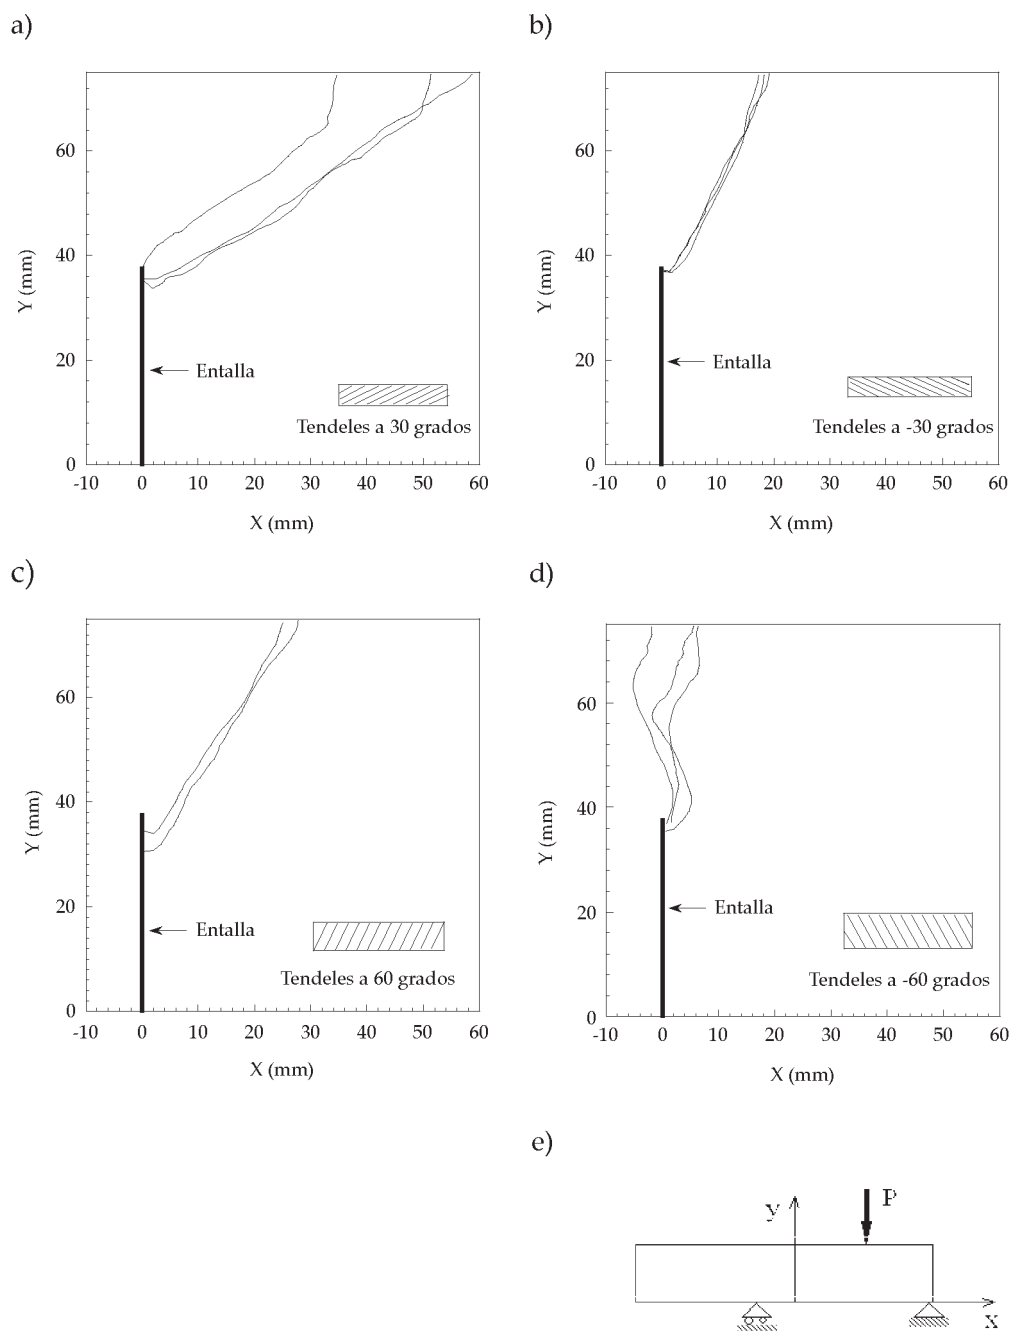 a)
60
40
20
0
Y (mm)
Entalla
Tendeles a 30 grados
-10 0 10 20 30 40 50 60
X (mm)
b)
60
40
20
0
Y (mm)
Entalla
Tendeles a -30 grados
-10 0 10 20 30 40 50 60
X (mm)
c)
60
40
20
0
Y (mm)
Entalla
Tendeles a 60 grados
-10 0 10 20 30 40 50 60
X (mm)
d)
60
40
20
0
Y (mm)
Entalla
Tendeles a -60 grados
-10 0 10 20 30 40 50 60
X (mm)
e)
y
P
x